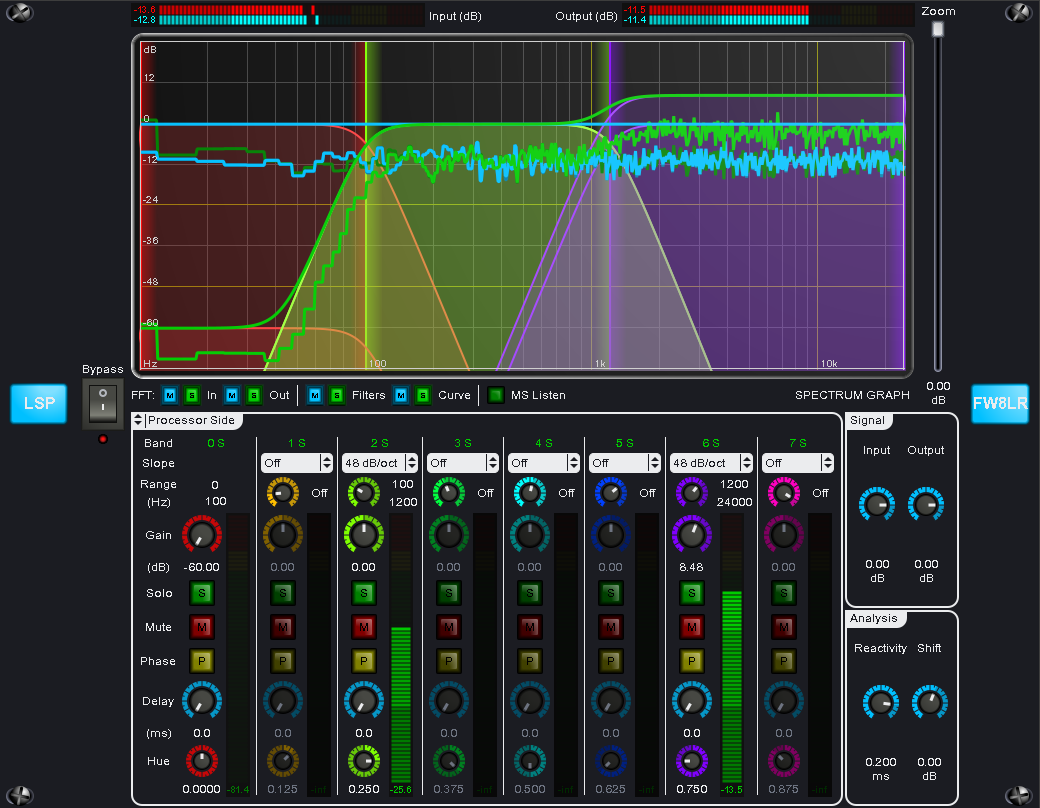 -13.6
-12.8
Input (dB)
Output (dB)
-11.5
-11.4
Zoom
dB
12
0
-12
-24
-36
-48
-60
Hz
100
1k
10k
Bypass
FFT: M S In M S Out M S Filters M S Curve MS Listen SPECTRUM GRAPH
0.00
dB
LSP
FW8LR
Processor Side
Band 0 S 1 S 2 S 3 S 4 S 5 S 6 S 7 S
Slope Off 48 dB/oct Off Off Off 48 dB/oct Off
Range 0 Off 100 Off Off Off 1200 Off
(Hz) 100 1200 24000
Gain
(dB) -60.00 0.00 0.00 0.00 0.00 0.00 8.48 0.00
Solo S S S S S S S S
Mute M M M M M M M M
Phase P P P P P P P P
Delay
(ms) 0.0 0.0 0.0 0.0 0.0 0.0 0.0 0.0
Hue
0.0000 -81.4 0.125 -inf 0.250 -25.6 0.375 -inf 0.500 -inf 0.625 -inf 0.750 -13.5 0.875 -inf
Signal
Input Output
0.00 0.00
dB dB
Analysis
Reactivity Shift
0.200 0.00
ms dB